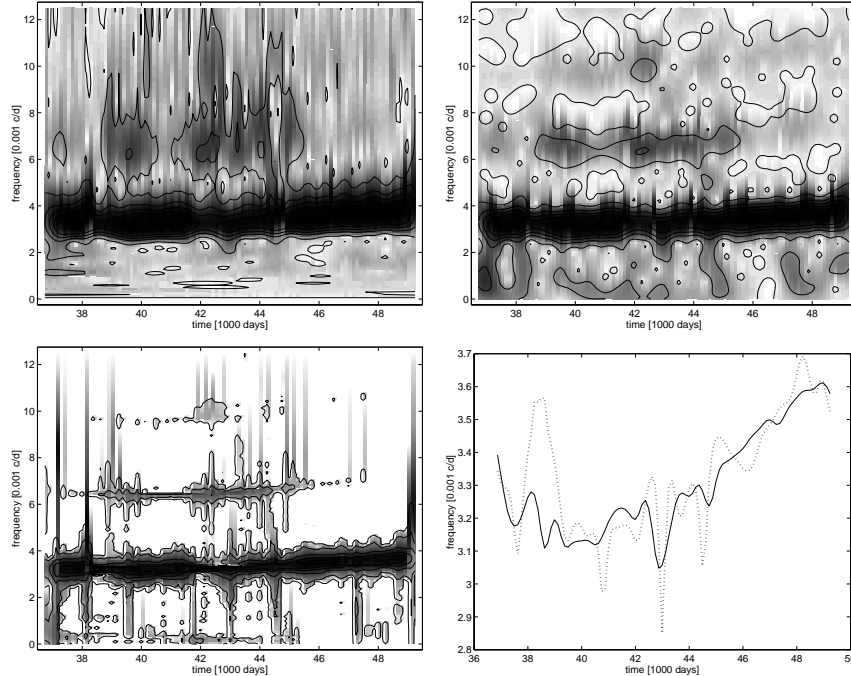 12
10
8
6
4
2
0
frequency [0.001 c/d]
38 40 42 44 46 48
time [1000 days]
12
10
8
6
4
2
0
frequency [0.001 c/d]
38 40 42 44 46 48
time [1000 days]
12
10
8
6
4
2
0
frequency [0.001 c/d]
38 40 42 44 46 48
time [1000 days]
3.7
3.6
3.5
3.4
3.3
3.2
3.1
3
2.9
2.8
frequency [0.001 c/d]
36 38 40 42 44 46 48 50
time [1000 days]